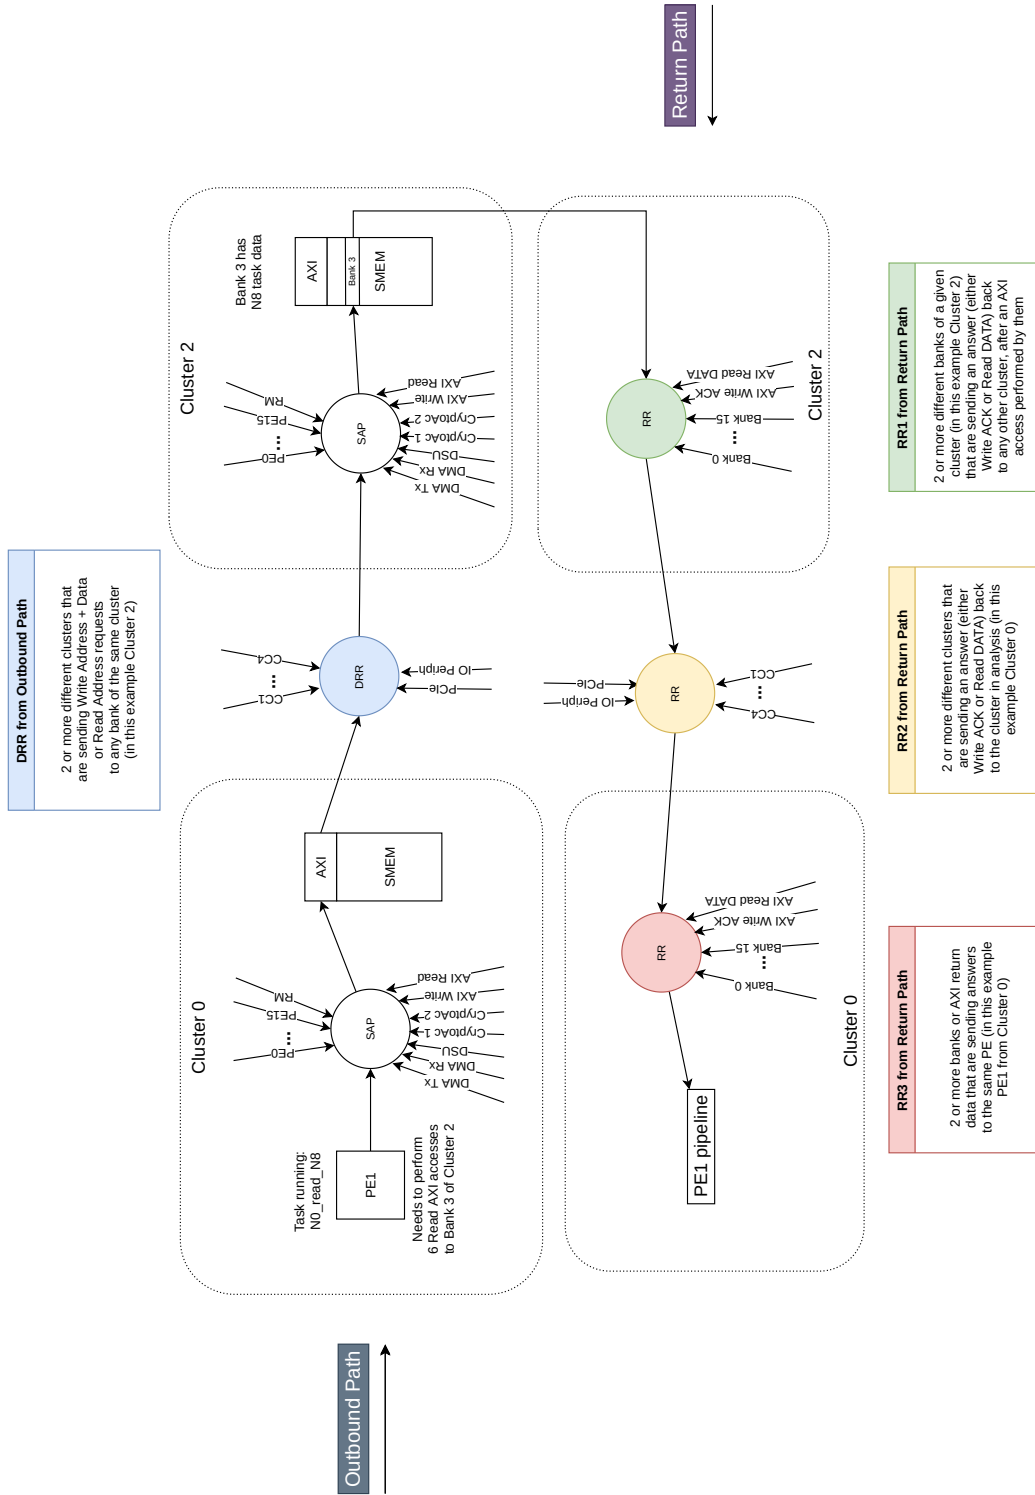 DRR from Outbound Path
2 or more different clusters that
are sending Write Address + Data
or Read Address requests
to any bank of the same cluster
(in this example Cluster 2)
Outbound Path
Return Path
Cluster 0
Task running:
N0_read_N8
PE1
Needs to perform
6 Read AXI accesses
to Bank 3 of Cluster 2
PE0
...
PE15
RM
SAP
DMA Tx
DMA Rx
DSU
CryptoAc 1
CryptoAc 2
AXI Write
AXI Read
AXI
SMEM
CC1
...
CC4
DRR
PCIe
IO Periph
Cluster 2
PE0
...
PE15
RM
SAP
DMA Tx
DMA Rx
DSU
CryptoAc 1
CryptoAc 2
AXI Write
AXI Read
Bank 3 has
N8 task data
AXI
Bank 3
SMEM
Cluster 2
RR
Bank 0
...
Bank 15
AXI Write ACK
AXI Read DATA
IO Periph
PCIe
RR
CC4
...
CC1
Cluster 0
RR
Bank 0
...
Bank 15
AXI Write ACK
AXI Read DATA
PE1 pipeline
RR3 from Return Path
2 or more banks or AXI return
data that are sending answers
to the same PE (in this example
PE1 from Cluster 0)
RR2 from Return Path
2 or more different clusters that
are sending an answer (either
Write ACK or Read DATA) back
to the cluster in analysis (in this
example Cluster 0)
RR1 from Return Path
2 or more different banks of a given
cluster (in this example Cluster 2)
that are sending an answer (either
Write ACK or Read DATA) back
to any other cluster, after an AXI
access performed by them